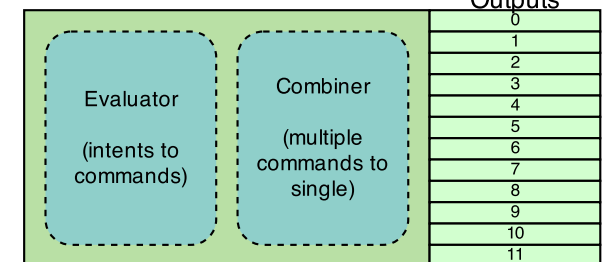 Outputs
Evaluator
(intents to
commands)
Combiner
(multiple
commands to
single)
0
1
2
3
4
5
6
7
8
9
10
11